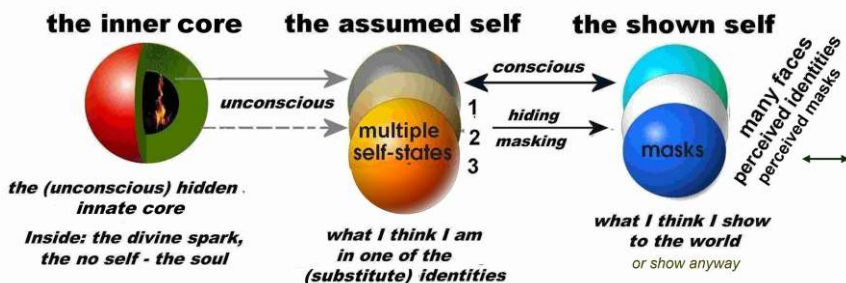 the inner core
the assumed self
the shown self
unconscious
conscious
hiding
masking
1
2
3
multiple
self-states
masks
many faces
perceived identities
perceived masks
the (unconscious) hidden
innate core
Inside: the divine spark,
the no self - the soul
what I think I am
in one of the
(substitute) identities
what I think I show
to the world
or show anyway